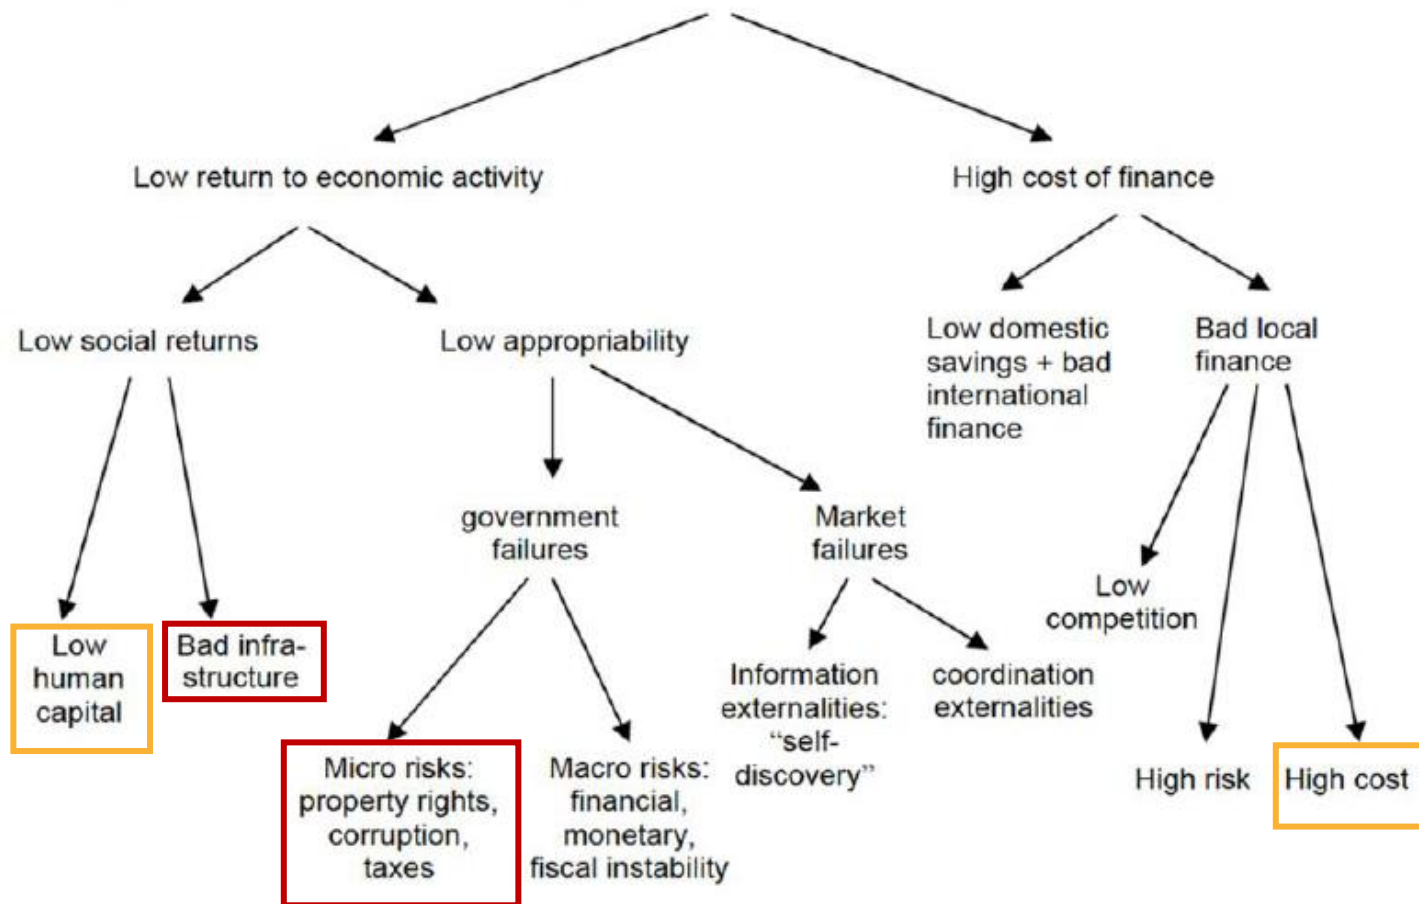 Low return to economic activity
High cost of finance
Low social returns
Low appropriability
Low domestic
savings + bad
international
finance
Bad local
finance
government
failures
Market
failures
Low
competition
Low
human
capital
Bad infra-
structure
Information
externalities:
“self-
discovery”
coordination
externalities
Micro risks:
property rights,
corruption,
taxes
Macro risks:
financial,
monetary,
fiscal instability
High risk
High cost